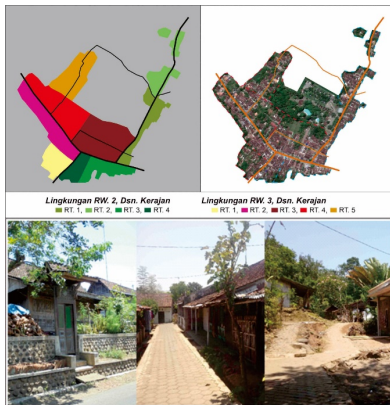 Lingkungan RW. 2, Dsn. Kerajan
RT. 1, RT. 2, RT. 3, RT. 4
Lingkungan RW. 3, Dsn. Kerajan
RT. 1, RT. 2, RT. 3, RT. 4, RT. 5